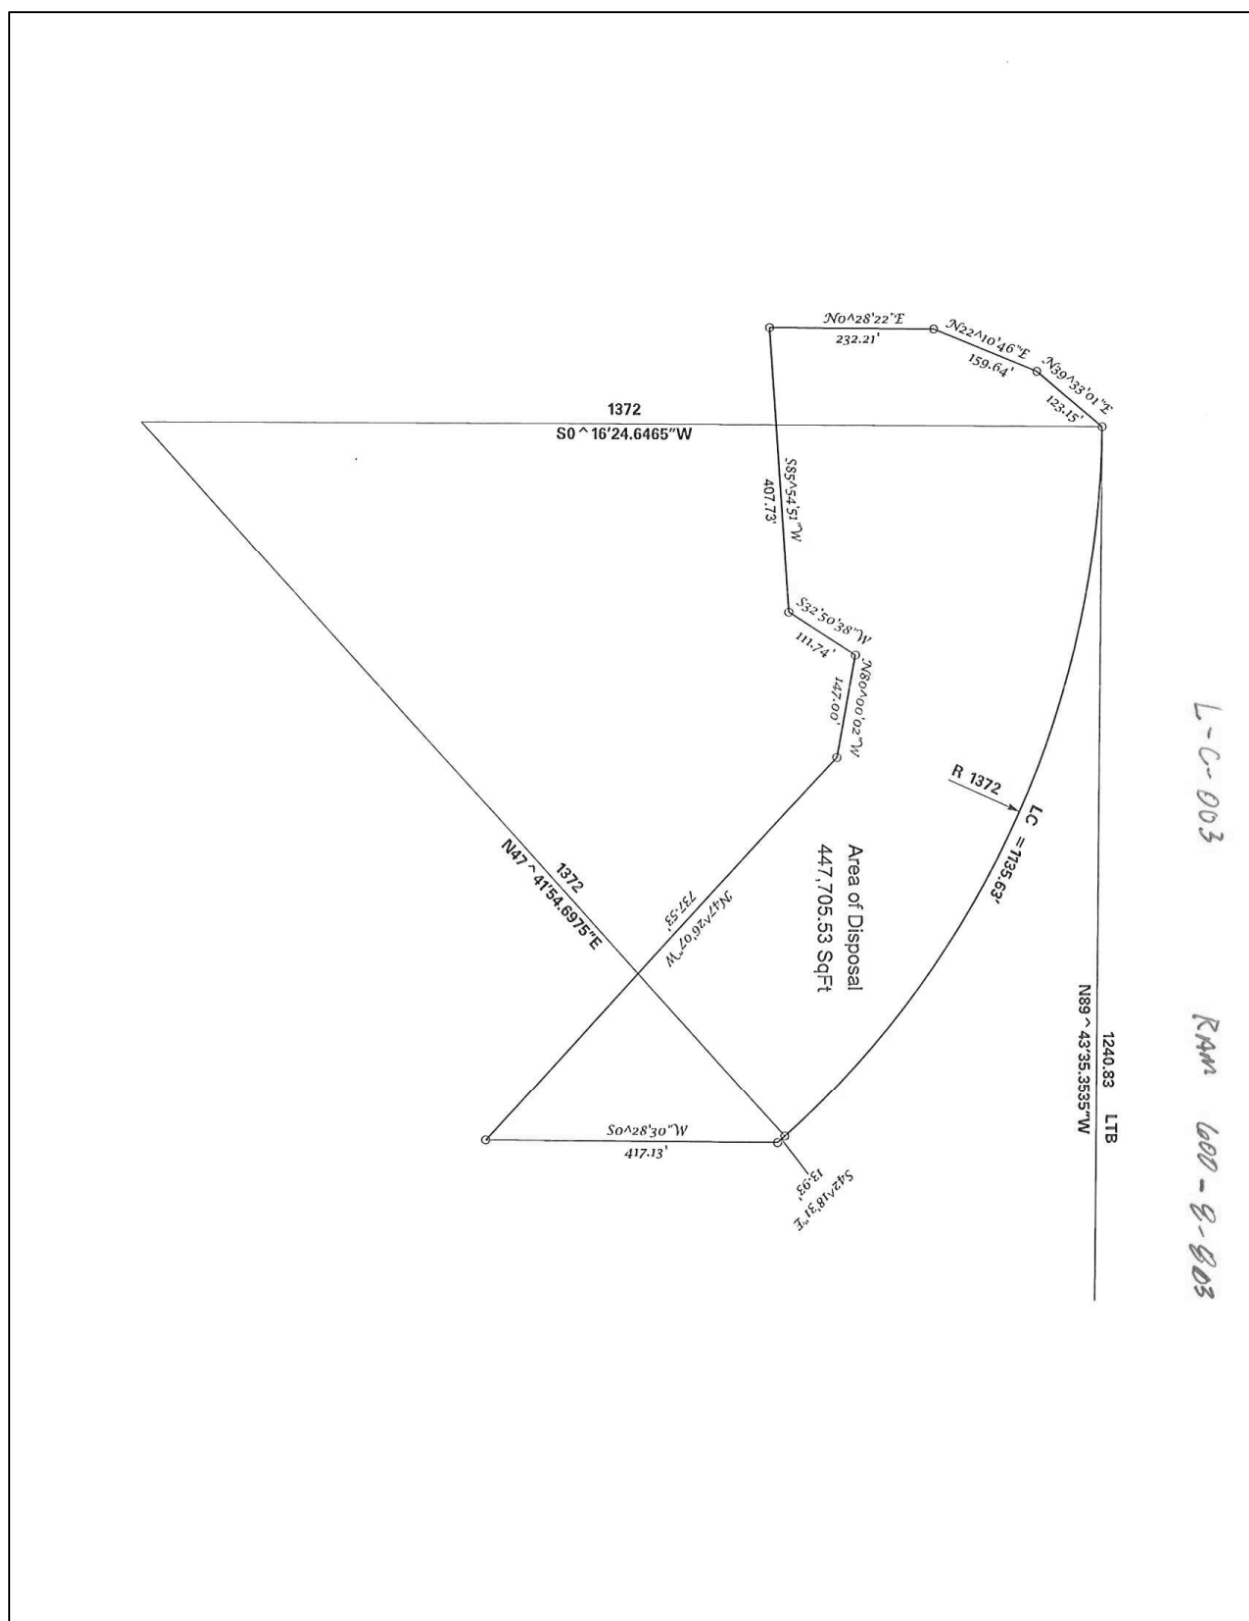 L-C-003 RAM 600-8-803
N0^28'22"E
232.21'
N22^10'46"E
159.64'
N39^33'01"E
123.15'
1372
S0^16'24.6465"W
S85^54'51"W
407.73'
S32^50'38"W
111.74'
N80^00'02"W
147.00'
R 1372
LC =1135.63'
Area of Disposal
447,705.53 SqFt
1372
N47^41'54.6975"E
N47^26'07"W
737.53'
1240.83 LTB
N89^43'35.3535"W
S0^28'30"W
417.13'
S42^18'31"E
13.93'